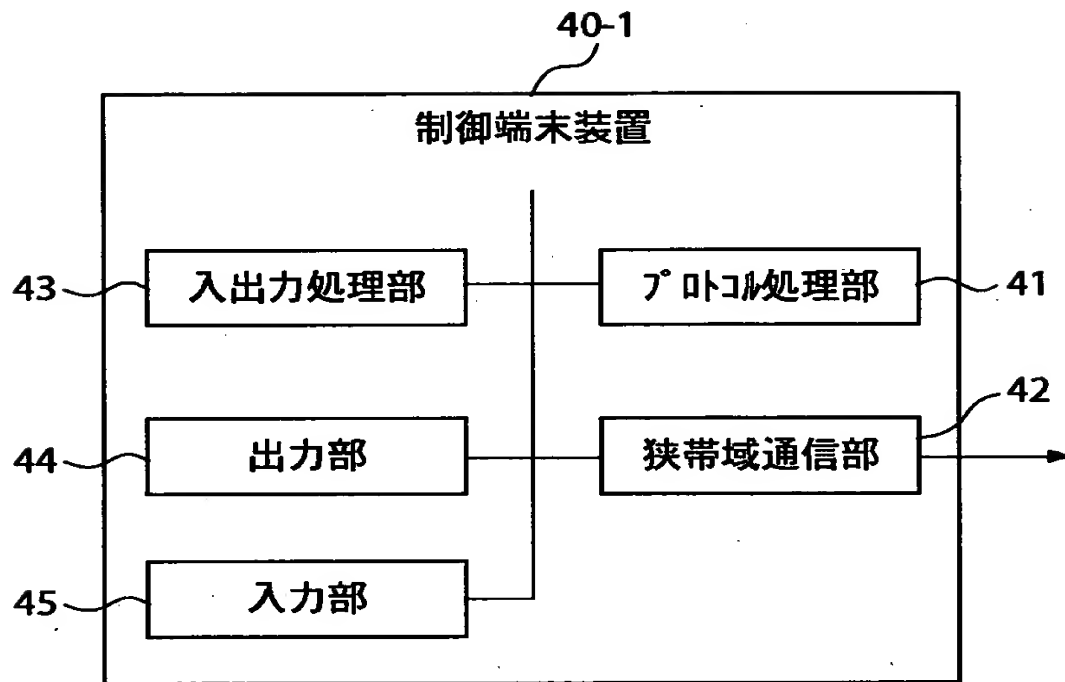 40-1
制御端末装置
43
入出力処理部
プロトコル処理部
41
44
出力部
狭帯域通信部
42
45
入力部